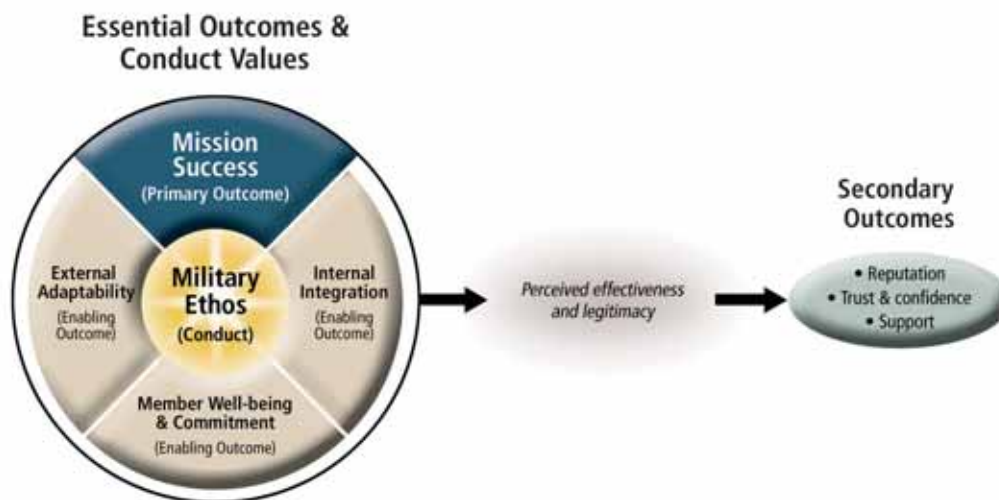 Essential Outcomes &
Conduct Values
Mission
Success
(Primary Outcome)
External
Adaptability
(Enabling
Outcome)
Military
Ethos
(Conduct)
Internal
Integration
(Enabling
Outcome)
Member Well-being
& Commitment
(Enabling Outcome)
Perceived effectiveness
and legitimacy
Secondary
Outcomes
• Reputation
• Trust & confidence
• Support